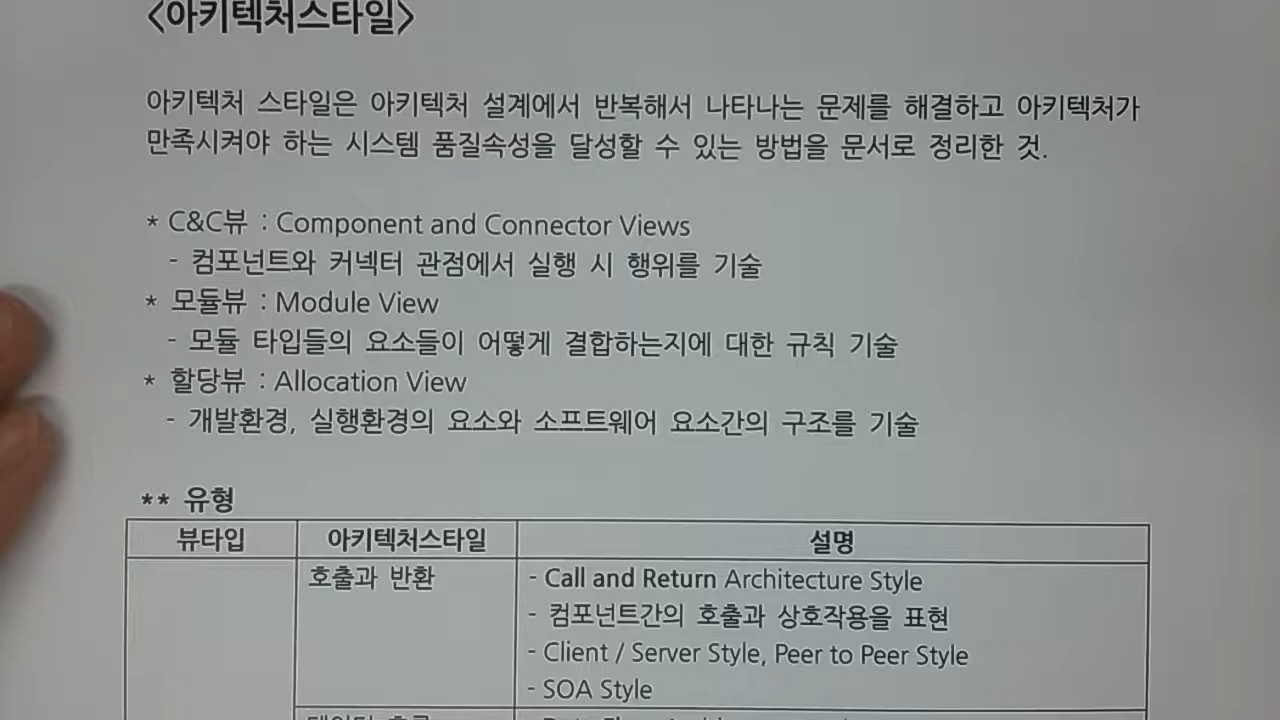 <아키텍처스타일>
아키텍처 스타일은 아키텍처 설계에서 반복해서 나타나는 문제를 해결하고 아키텍처가
만족시켜야 하는 시스템 품질속성을 달성할 수 있는 방법을 문서로 정리한 것.
* C&C뷰 : Component and Connector Views
- 컴포넌트와 커넥터 관점에서 실행 시 행위를 기술
* 모듈뷰 : Module View
- 모듈 타입들의 요소들이 어떻게 결합하는지에 대한 규칙 기술
* 할당뷰 : Allocation View
- 개발환경, 실행환경의 요소와 소프트웨어 요소간의 구조를 기술
** 유형
뷰타입 아키텍처스타일 설명
호출과 반환
- Call and Return Architecture Style
- 컴포넌트간의 호출과 상호작용을 표현
- Client / Server Style, Peer to Peer Style
- SOA Style